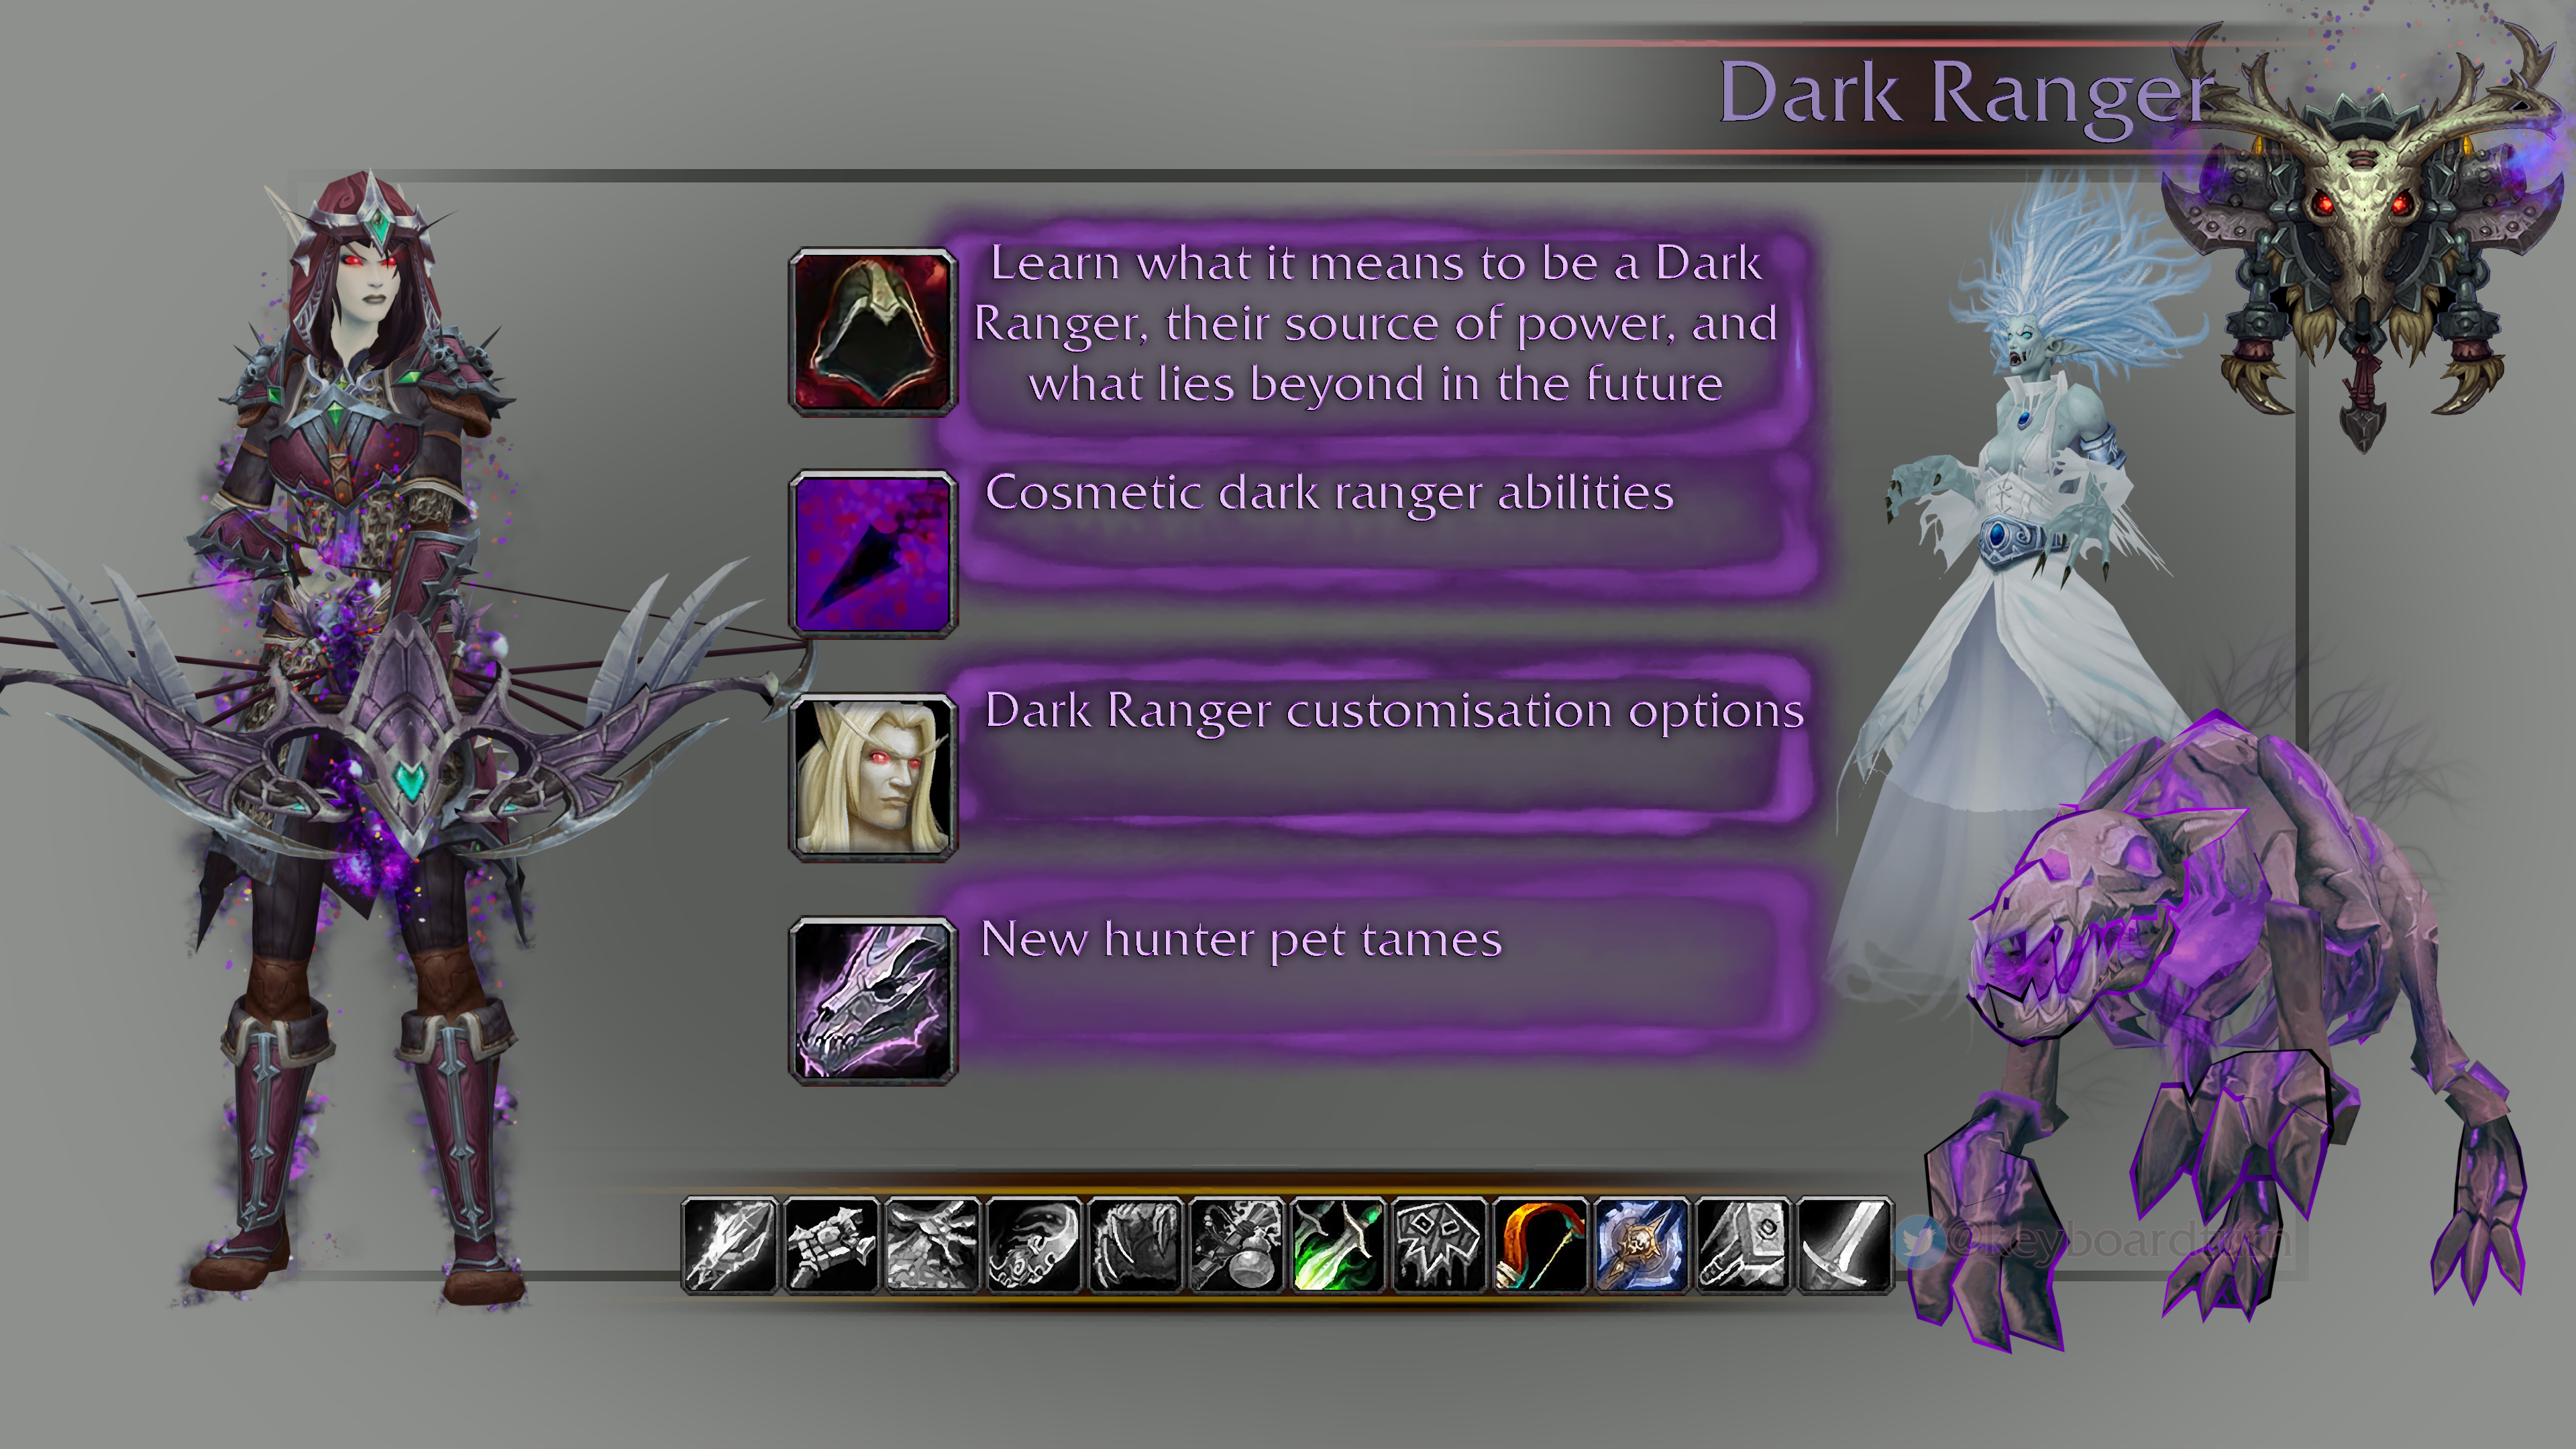 Dark Ranger
Learn what it means to be a Dark
Ranger, their source of power, and
what lies beyond in the future
Cosmetic dark ranger abilities
Dark Ranger customisation options
New hunter pet tames